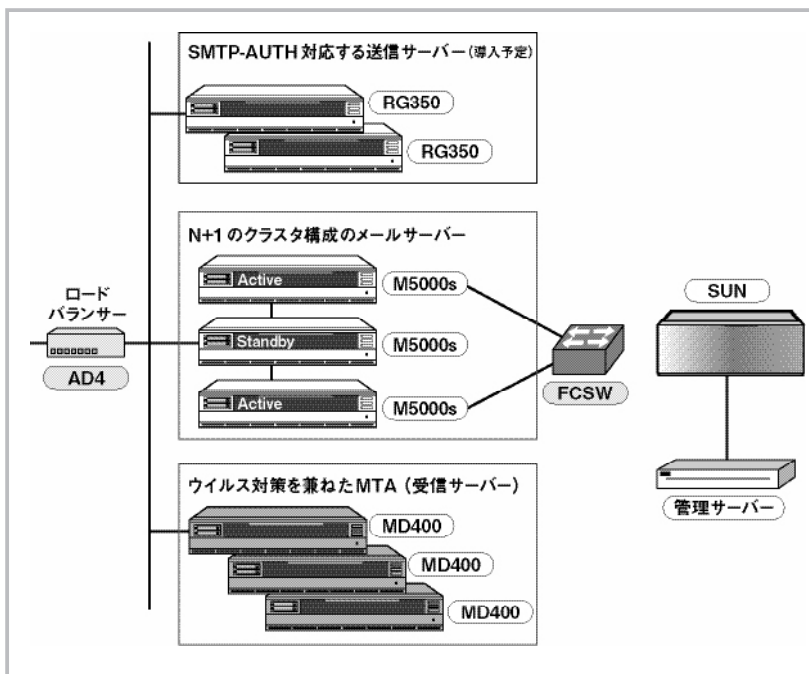 SMTP-AUTH 対応する送信サーバー(導入予定)
RG350
RG350
N+1のクラスタ構成のメールサーバー
Active
M5000s
Standby
M5000s
Active
M5000s
ロード
バランサー
AD4
FCSW
SUN
管理サーバー
ウイルス対策を兼ねたMTA(受信サーバー)
MD400
MD400
MD400